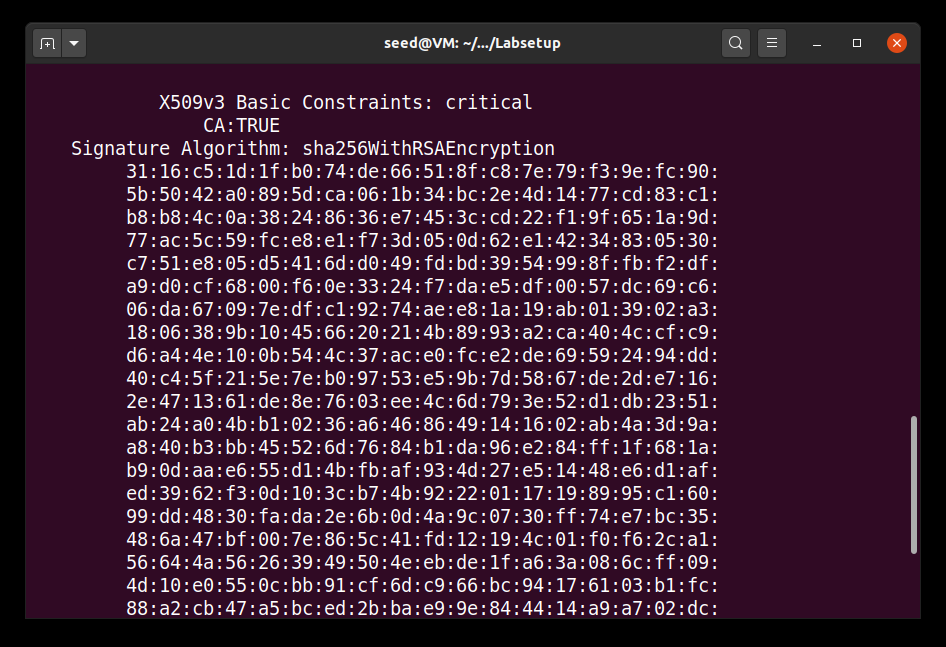 seed@VM: ~/.../Labsetup
X509v3 Basic Constraints: critical
CA:TRUE
Signature Algorithm: sha256WithRSAEncryption
31:16:c5:1d:1f:b0:74:de:66:51:8f:c8:7e:79:f3:9e:fc:90:
5b:50:42:a0:89:5d:ca:06:1b:34:bc:2e:4d:14:77:cd:83:c1:
b8:b8:4c:0a:38:24:86:36:e7:45:3c:cd:22:f1:9f:65:1a:9d:
77:ac:5c:59:fc:e8:e1:f7:3d:05:0d:62:e1:42:34:83:05:30:
c7:51:e8:05:d5:41:6d:d0:49:fd:bd:39:54:99:8f:fb:f2:df:
a9:d0:cf:68:00:f6:0e:33:24:f7:da:e5:df:00:57:dc:69:c6:
06:da:67:09:7e:df:c1:92:74:ae:e8:1a:19:ab:01:39:02:a3:
18:06:38:9b:10:45:66:20:21:4b:89:93:a2:ca:40:4c:cf:c9:
d6:a4:4e:10:0b:54:4c:37:ac:e0:fc:e2:de:69:59:24:94:dd:
40:c4:5f:21:5e:7e:b0:97:53:e5:9b:7d:58:67:de:2d:e7:16:
2e:47:13:61:de:8e:76:03:ee:4c:6d:79:3e:52:d1:db:23:51:
ab:24:a0:4b:b1:02:36:a6:46:86:49:14:16:02:ab:4a:3d:9a:
a8:40:b3:bb:45:52:6d:76:84:b1:da:96:e2:84:ff:1f:68:1a:
b9:0d:aa:e6:55:d1:4b:fb:af:93:4d:27:e5:14:48:e6:d1:af:
ed:39:62:f3:0d:10:3c:b7:4b:92:22:01:17:19:89:95:c1:60:
99:dd:48:30:fa:da:2e:6b:0d:4a:9c:07:30:ff:74:e7:bc:35:
48:6a:47:bf:00:7e:86:5c:41:fd:12:19:4c:01:f0:f6:2c:a1:
56:64:4a:56:26:39:49:50:4e:eb:de:1f:a6:3a:08:6c:ff:09:
4d:10:e0:55:0c:bb:91:cf:6d:c9:66:bc:94:17:61:03:b1:fc:
88:a2:cb:47:a5:bc:ed:2b:ba:e9:9e:84:44:14:a9:a7:02:dc: